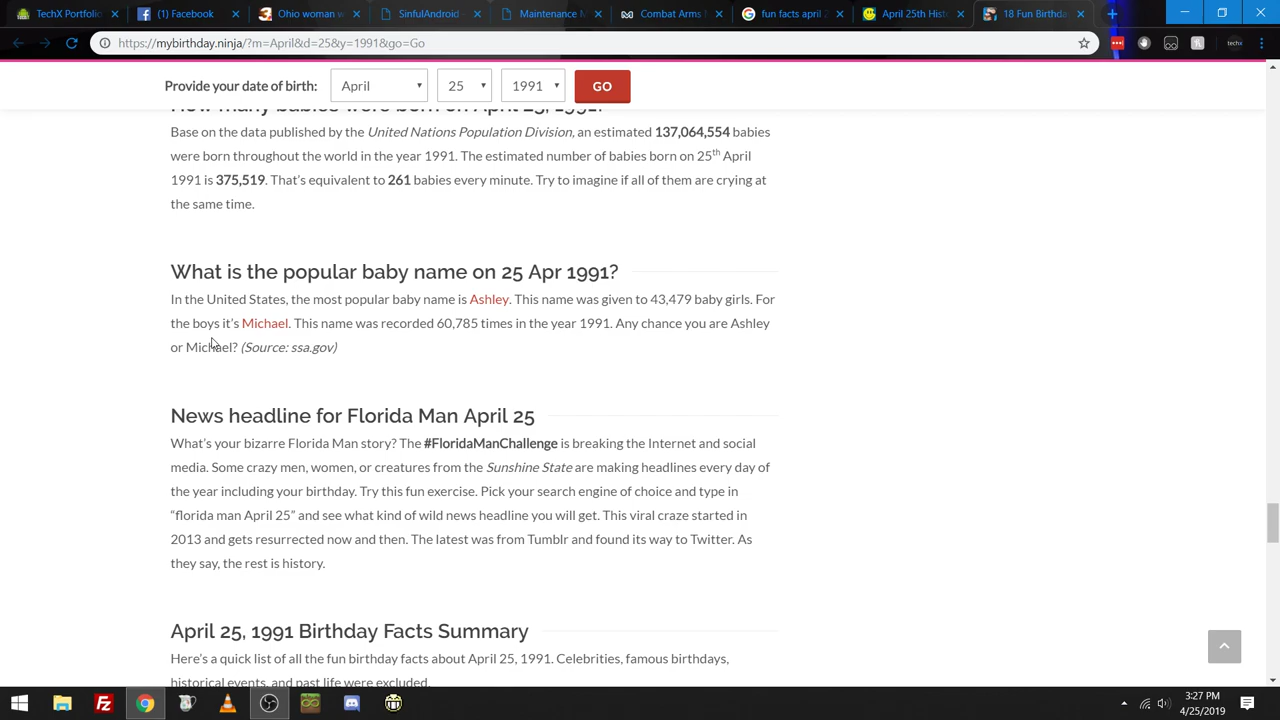 TechX Portfolio
Facebook
Ohio woman w
SinfulAndroid
Maintenance M
Combat Arms
fun facts april 2
April 25th Hist
18 Fun Birthda
https://mybirthday.ninja/?m=April&d=25&y=1991&go=Go
techx
Provide your date of birth: April 25 1991 GO
How many babies were born on April 25, 1991?
Base on the data published by the United Nations Population Division, an estimated 137,064,554 babies
were born throughout the world in the year 1991. The estimated number of babies born on 25th April
1991 is 375,519. That's equivalent to 261 babies every minute. Try to imagine if all of them are crying at
the same time.
What is the popular baby name on 25 Apr 1991?
In the United States, the most popular baby name is Ashley. This name was given to 43,479 baby girls. For
the boys it's Michael. This name was recorded 60,785 times in the year 1991. Any chance you are Ashley
or Michael? (Source: ssa.gov)
News headline for Florida Man April 25
What's your bizarre Florida Man story? The #FloridaManChallenge is breaking the Internet and social
media. Some crazy men, women, or creatures from the Sunshine State are making headlines every day of
the year including your birthday. Try this fun exercise. Pick your search engine of choice and type in
“florida man April 25” and see what kind of wild news headline you will get. This viral craze started in
2013 and gets resurrected now and then. The latest was from Tumblr and found its way to Twitter. As
they say, the rest is history.
April 25, 1991 Birthday Facts Summary
Here's a quick list of all the fun birthday facts about April 25, 1991. Celebrities, famous birthdays,
historical events, and past life were excluded.
3:27 PM
4/25/2019